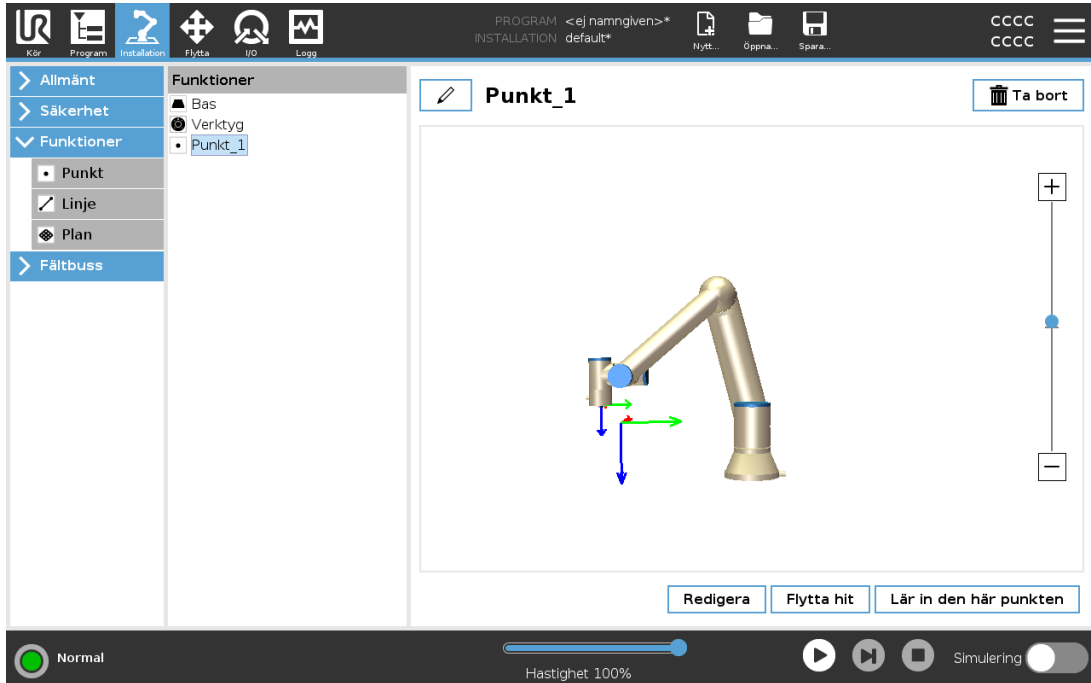 UR
Kör
Program
Installation
Flytta
I/O
Logg
PROGRAM <ej namngiven>*
INSTALLATION default*
Nytt...
Öppna...
Spara...
cccc
cccc
Allmänt
Säkerhet
Funktioner
Punkt
Linje
Plan
Fältbuss
Funktioner
Bas
Verktyg
Punkt_1
Punkt_1
Ta bort
Redigera
Flytta hit
Lär in den här punkten
Normal
Hastighet 100%
Simulering